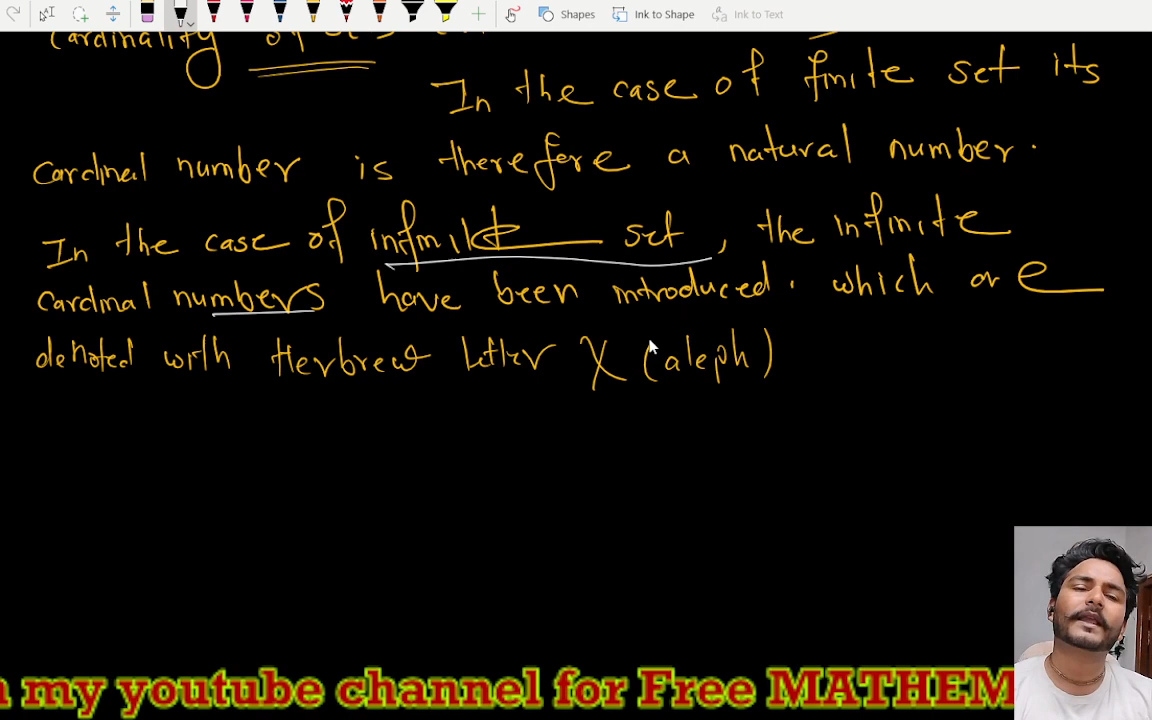 Shapes Ink to Shape Ink to Text
Cardinality of
In the case of finite set its
cardinal number is therefore a natural number.
In the case of infinite set, the infinite
cardinal numbers have been introduced. which are
denoted with Herbrew letter χ (aleph)
my youtube channel for Free MATHEM